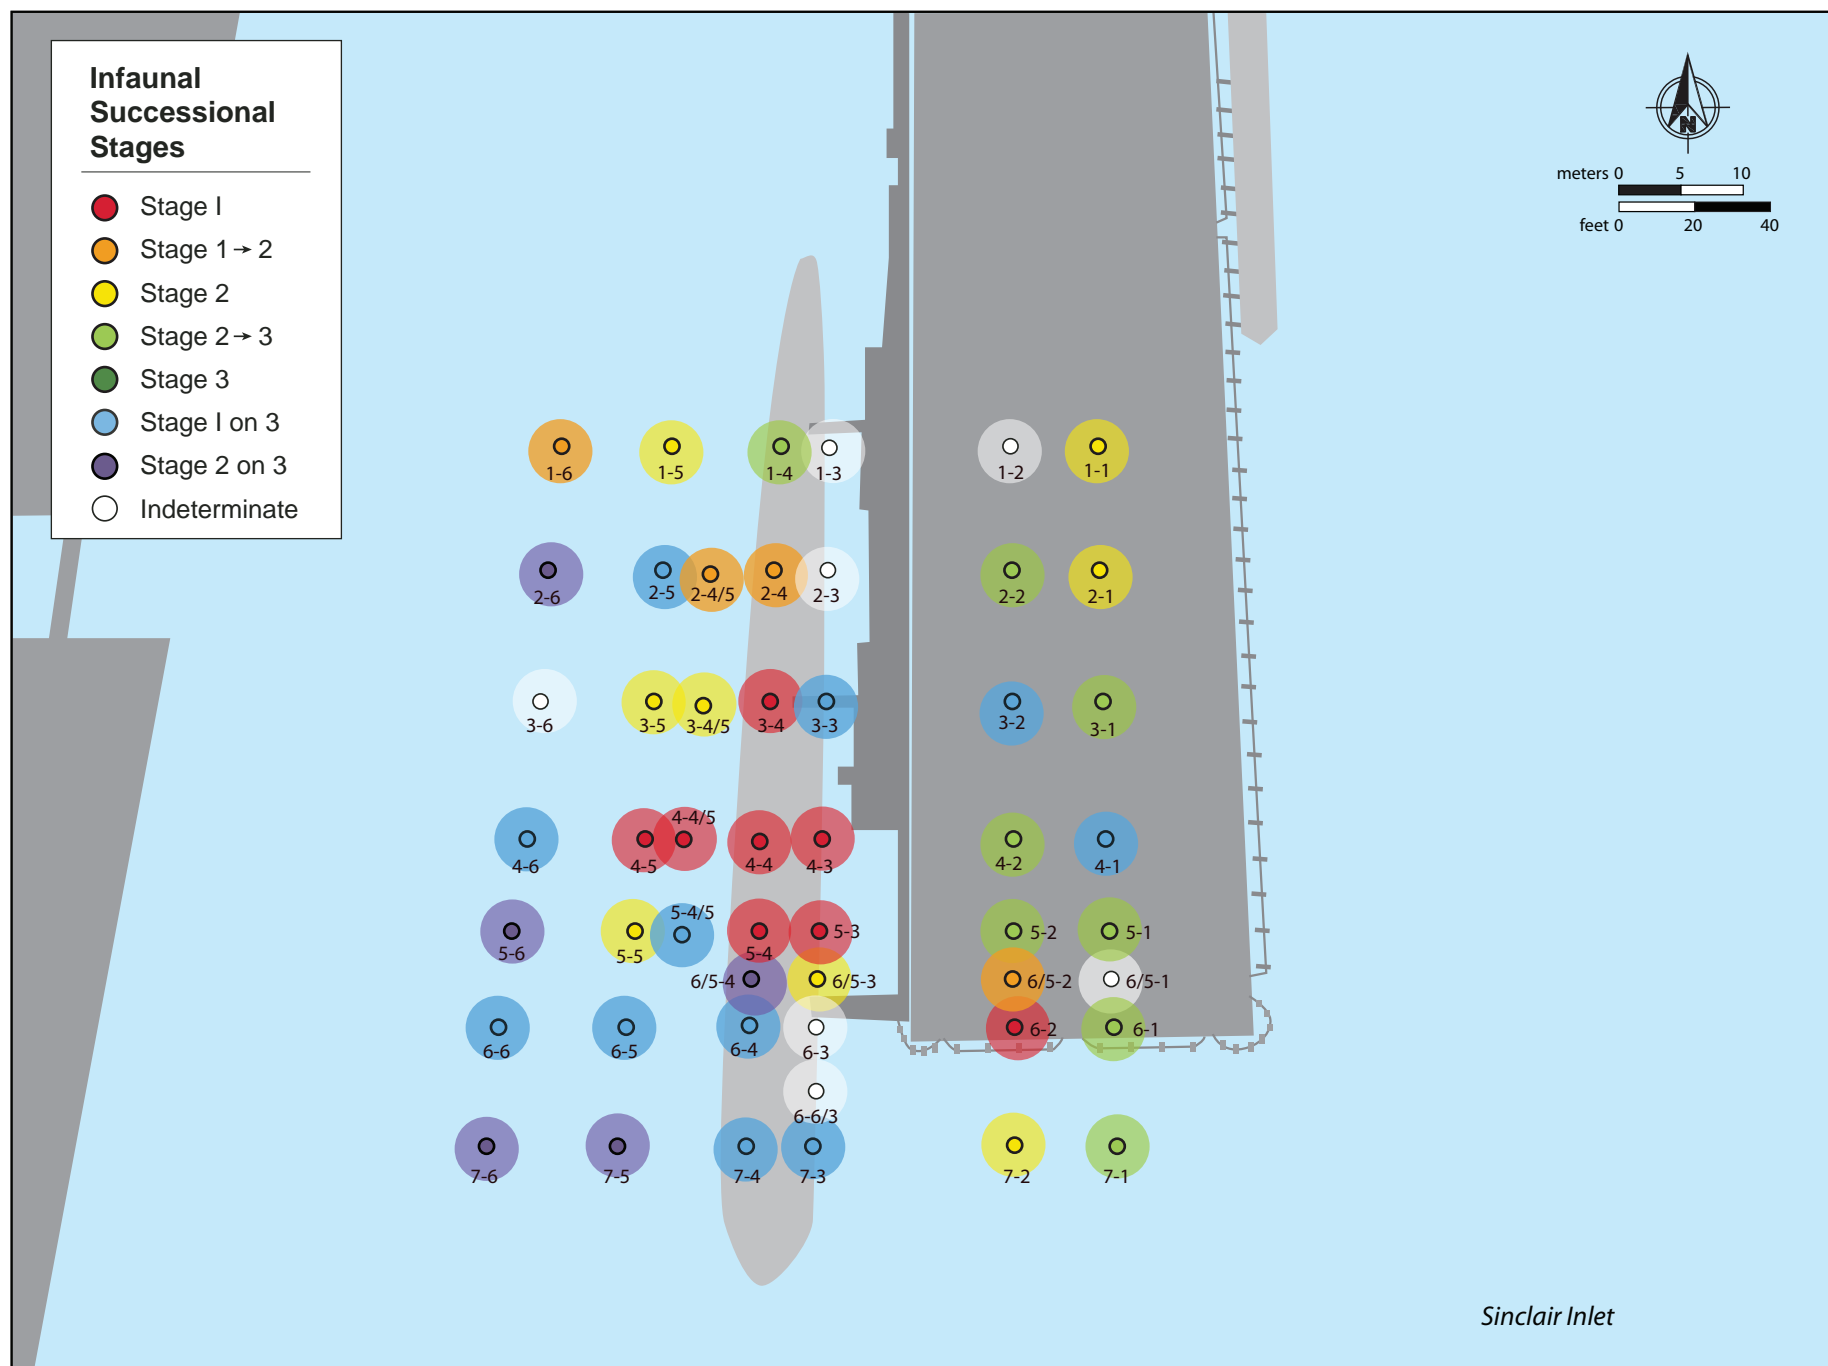 Infaunal
Successional
Stages
Stage I
Stage 1 → 2
Stage 2
Stage 2 → 3
Stage 3
Stage I on 3
Stage 2 on 3
Indeterminate
N
meters 0 5 10
feet 0 20 40
1-6 1-5 1-4 1-3 1-2 1-1
2-6 2-5 2-4/5 2-4 2-3 2-2 2-1
3-6 3-5 3-4/5 3-4 3-3 3-2 3-1
4-4/5
4-6 4-5 4-4 4-3 4-2 4-1
5-4/5
5-3 5-2 5-1
5-6 5-5 5-4
6/5-4 6/5-3 6/5-2 6/5-1
6-2 6-1
6-6 6-5 6-4 6-3
6-6/3
7-6 7-5 7-4 7-3 7-2 7-1
Sinclair Inlet